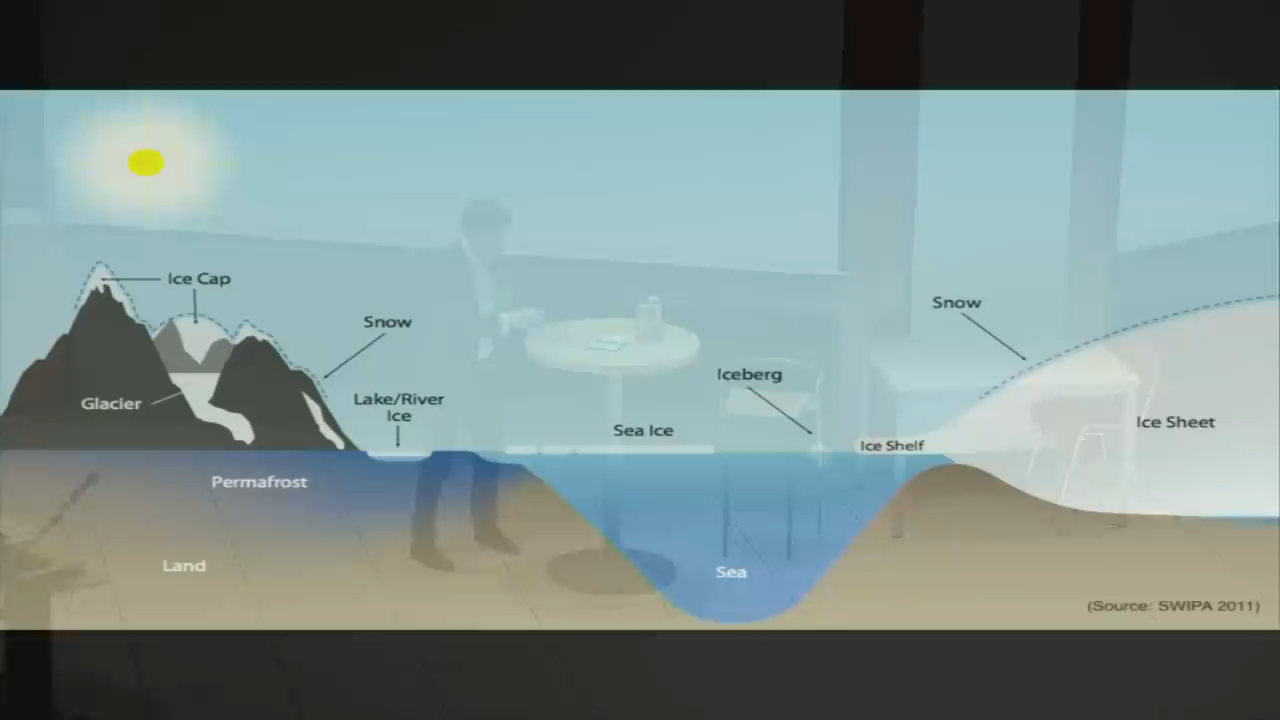 Ice Cap
Snow
Snow
Iceberg
Glacier
Lake/River
Ice
Sea Ice
Ice Shelf
Ice Sheet
Permafrost
Land
Sea
(Source: SWIPA 2011)